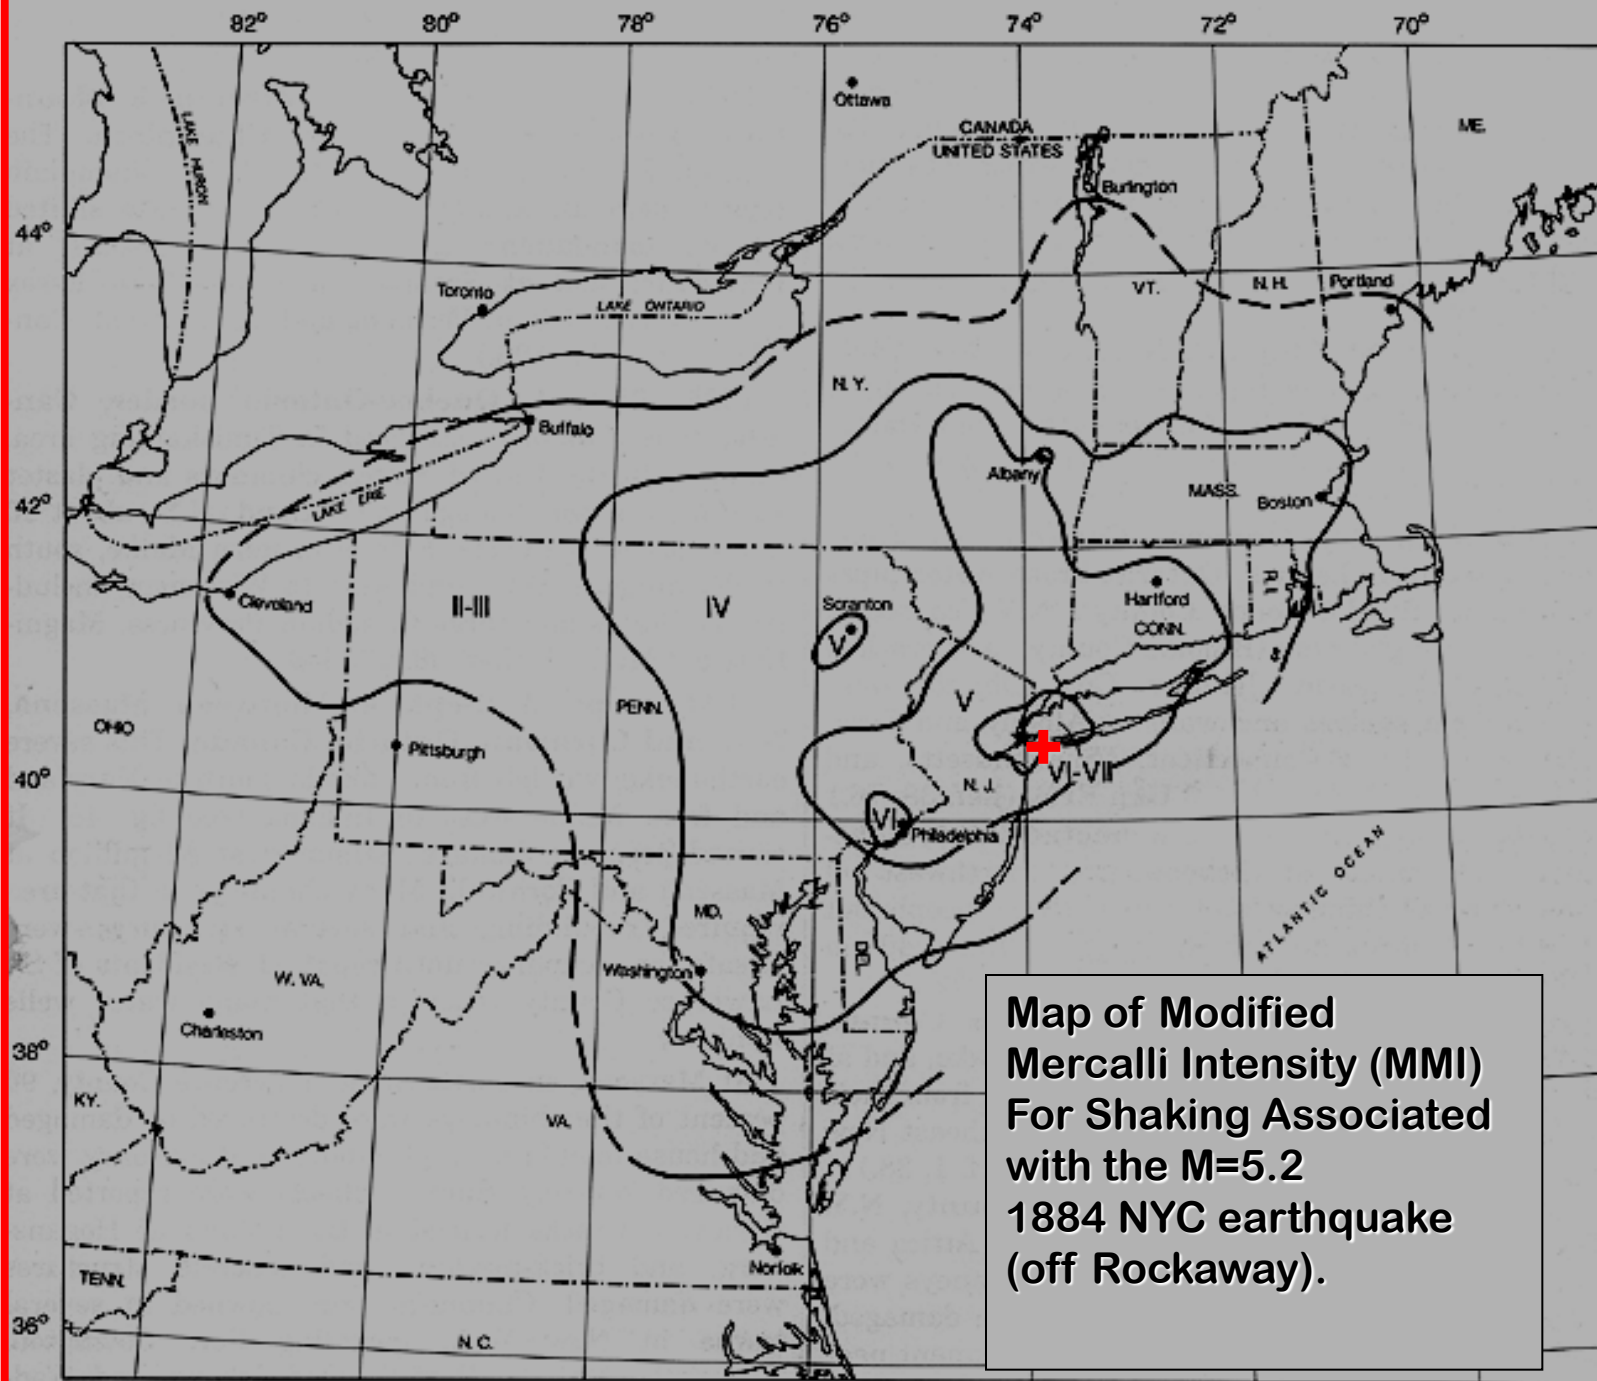 82° 80° 78° 76° 74° 72° 70°
Ottawa
CANADA
UNITED STATES
ME.
LAKE HURON
Burlington
44°
Toronto
LAKE ONTARIO
VT.
N. H.
Portland
N. Y.
Buffalo
Albany
MASS.
Boston
42°
LAKE ERIE
Cleveland
II-III
IV
Scranton
V
Hartford
CONN.
R.I.
OHIO
PENN.
V
Pittsburgh
40°
N. J.
VI-VII
VI
Philadelphia
ATLANTIC OCEAN
MD.
DEL.
Washington
W. VA.
Charleston
38°
KY.
VA.
Norfolk
TENN.
36°
N. C.
Map of Modified
Mercalli Intensity (MMI)
For Shaking Associated
with the M=5.2
1884 NYC earthquake
(off Rockaway).